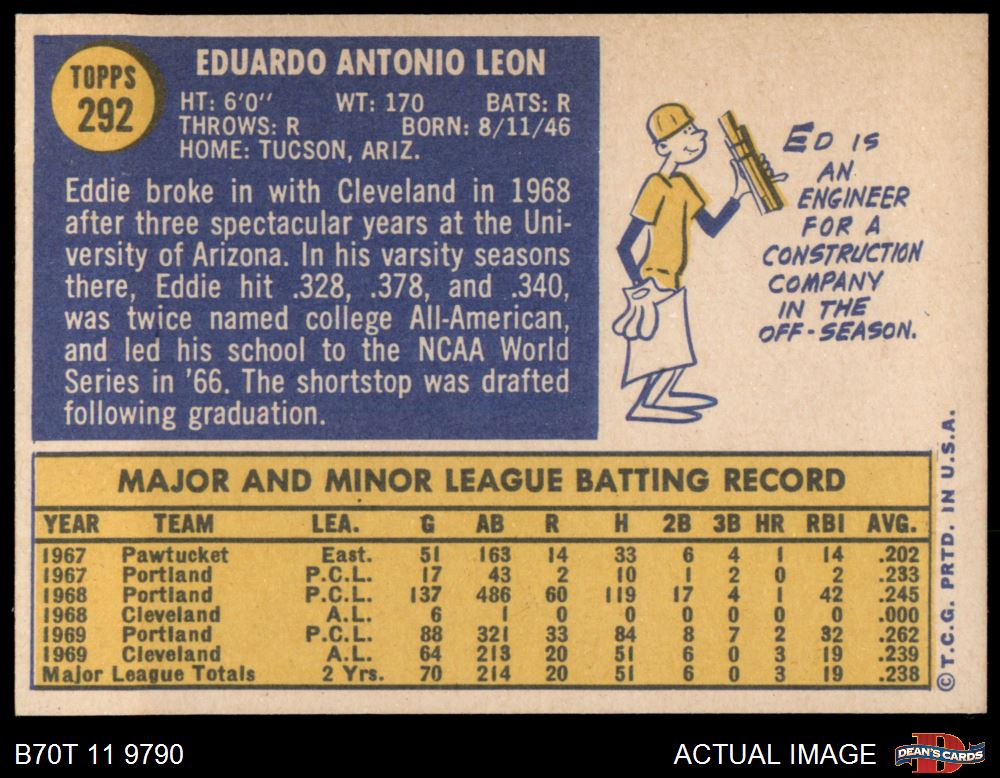 TOPPS
292
EDUARDO ANTONIO LEON
HT: 6'0" WT: 170 BATS: R
THROWS: R BORN: 8/11/46
HOME: TUCSON, ARIZ.
Eddie broke in with Cleveland in 1968
after three spectacular years at the Uni-
versity of Arizona. In his varsity seasons
there, Eddie hit .328, .378, and .340,
was twice named college All-American,
and led his school to the NCAA World
Series in '66. The shortstop was drafted
following graduation.
ED IS
AN
ENGINEER
FOR A
CONSTRUCTION
COMPANY
IN THE
OFF-SEASON.
MAJOR AND MINOR LEAGUE BATTING RECORD
YEAR TEAM LEA. G AB R H 2B 3B HR RBI AVG.
1967 Pawtucket East. 51 163 14 33 6 4 1 14 .202
1967 Portland P.C.L. 17 43 2 10 1 2 0 2 .233
1968 Portland P.C.L. 137 486 60 119 17 4 1 42 .245
1968 Cleveland A.L. 6 1 0 0 0 0 0 0 .000
1969 Portland P.C.L. 88 321 33 84 8 7 2 32 .262
1969 Cleveland A.L. 64 213 20 51 6 0 3 19 .239
Major League Totals 2 Yrs. 70 214 20 51 6 0 3 19 .238
©T.C.G. PRTD. IN U.S.A.
B70T 11 9790
ACTUAL IMAGE
DEAN'S CARDS